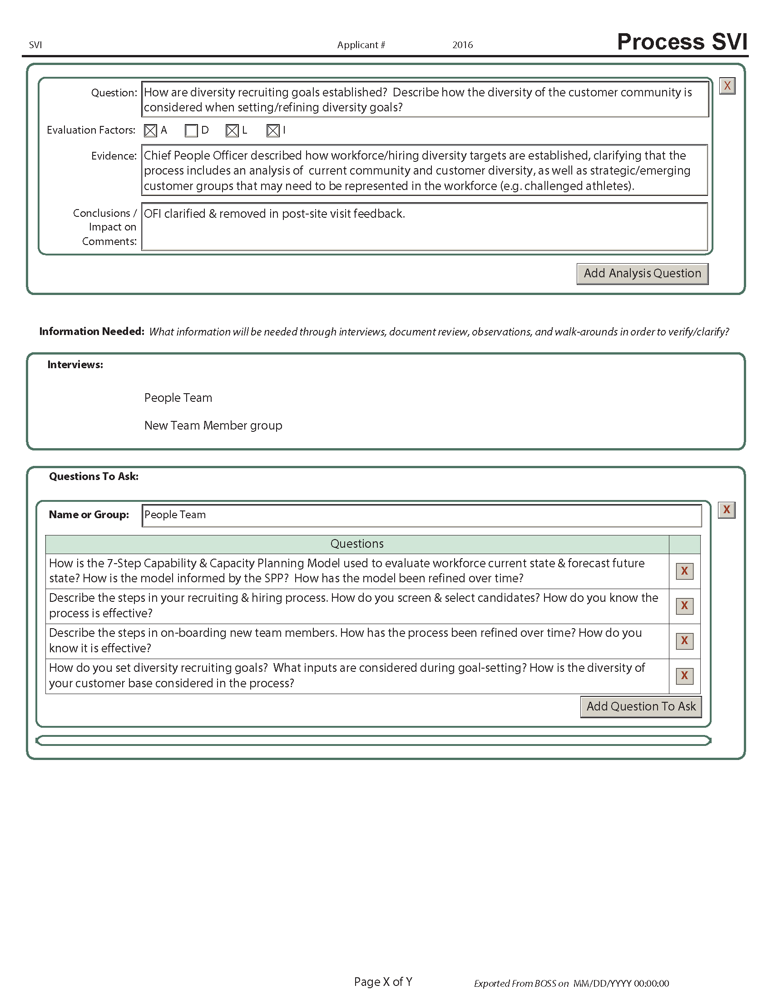 SVI Applicant # 2016 Process SVI
X
Question: How are diversity recruiting goals established?  Describe how the diversity of the customer community is
considered when setting/refining diversity goals?
Evaluation Factors: A D L I
Evidence: Chief People Officer described how workforce/hiring diversity targets are established, clarifying that the
process includes an analysis of  current community and customer diversity, as well as strategic/emerging
customer groups that may need to be represented in the workforce (e.g. challenged athletes).
Conclusions / OFI clarified & removed in post-site visit feedback.
Impact on
Comments:
Add Analysis Question
Information Needed: What information will be needed through interviews, document review, observations, and walk-arounds in order to verify/clarify?
Interviews:
People Team
New Team Member group
Questions To Ask:
Name or Group: People Team
X
Questions
How is the 7-Step Capability & Capacity Planning Model used to evaluate workforce current state & forecast future
state? How is the model informed by the SPP?  How has the model been refined over time?
X
Describe the steps in your recruiting & hiring process. How do you screen & select candidates? How do you know the
process is effective?
X
Describe the steps in on-boarding new team members. How has the process been refined over time? How do you
know it is effective?
X
How do you set diversity recruiting goals?  What inputs are considered during goal-setting? How is the diversity of
your customer base considered in the process?
X
Add Question To Ask
Page X of Y Exported From BOSS on MM/DD/YYYY 00:00:00